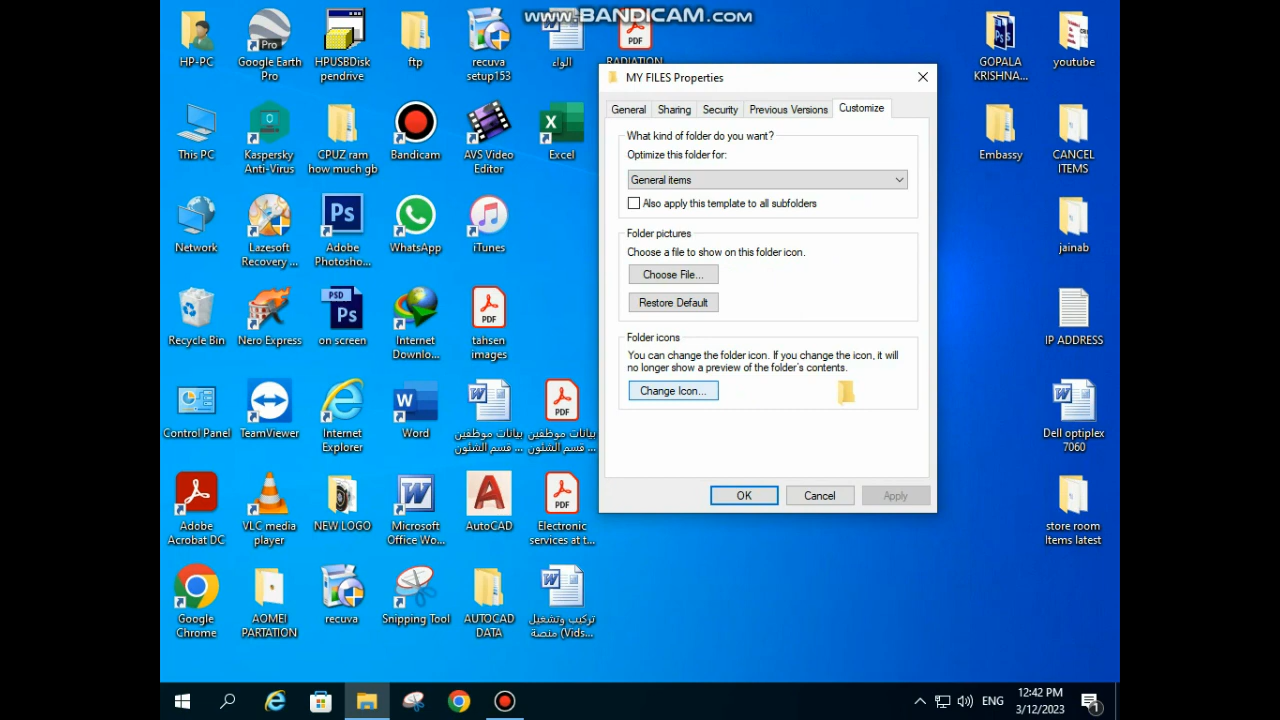 www.BANDICAM.com
HP-PC
Google Earth
Pro
HPUSBDisk
pendrive
ftp
recuva
setup153
الواء
RADIATION
GOPALA
KRISHNA...
youtube
This PC
Kaspersky
Anti-Virus
CPUZ ram
how much gb
Bandicam
AVS Video
Editor
Excel
Embassy
CANCEL
ITEMS
Network
Lazesoft
Recovery ...
Adobe
Photosho...
WhatsApp
iTunes
jainab
Recycle Bin
Nero Express
on screen
Internet
Downlo...
tahsen
images
IP ADDRESS
Control Panel
TeamViewer
Internet
Explorer
Word
بيانات موظفين
قسم الشئون ...
بيانات موظفين
قسم الشئون ...
Dell optiplex
7060
Adobe
Acrobat DC
VLC media
player
NEW LOGO
Microsoft
Office Wo...
AutoCAD
Electronic
services at t...
store room
Items latest
Google
Chrome
AOMEI
PARTATION
recuva
Snipping Tool
AUTOCAD
DATA
تركيب وتشغيل
منصة (Vids...
MY FILES Properties
General
Sharing
Security
Previous Versions
Customize
What kind of folder do you want?
Optimize this folder for:
General items
Also apply this template to all subfolders
Folder pictures
Choose a file to show on this folder icon.
Choose File...
Restore Default
Folder icons
You can change the folder icon. If you change the icon, it will
no longer show a preview of the folder's contents.
Change Icon...
OK
Cancel
Apply
ENG
12:42 PM
3/12/2023
1